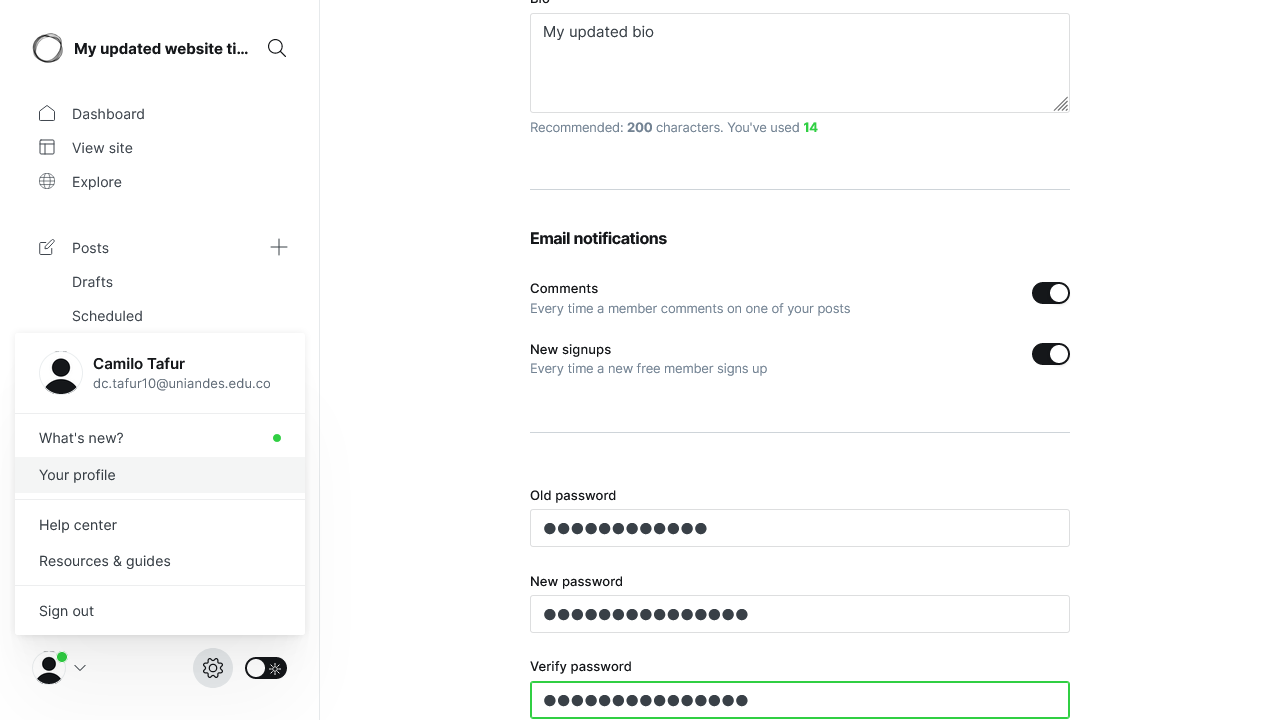 My updated website ti...
Dashboard
View site
Explore
Posts
Drafts
Scheduled
Camilo Tafur
dc.tafur10@uniandes.edu.co
What's new?
Your profile
Help center
Resources & guides
Sign out
Bio
My updated bio
Recommended: 200 characters. You've used 14
Email notifications
Comments
Every time a member comments on one of your posts
New signups
Every time a new free member signs up
Old password
●●●●●●●●●●●●
New password
●●●●●●●●●●●●●●●
Verify password
●●●●●●●●●●●●●●●